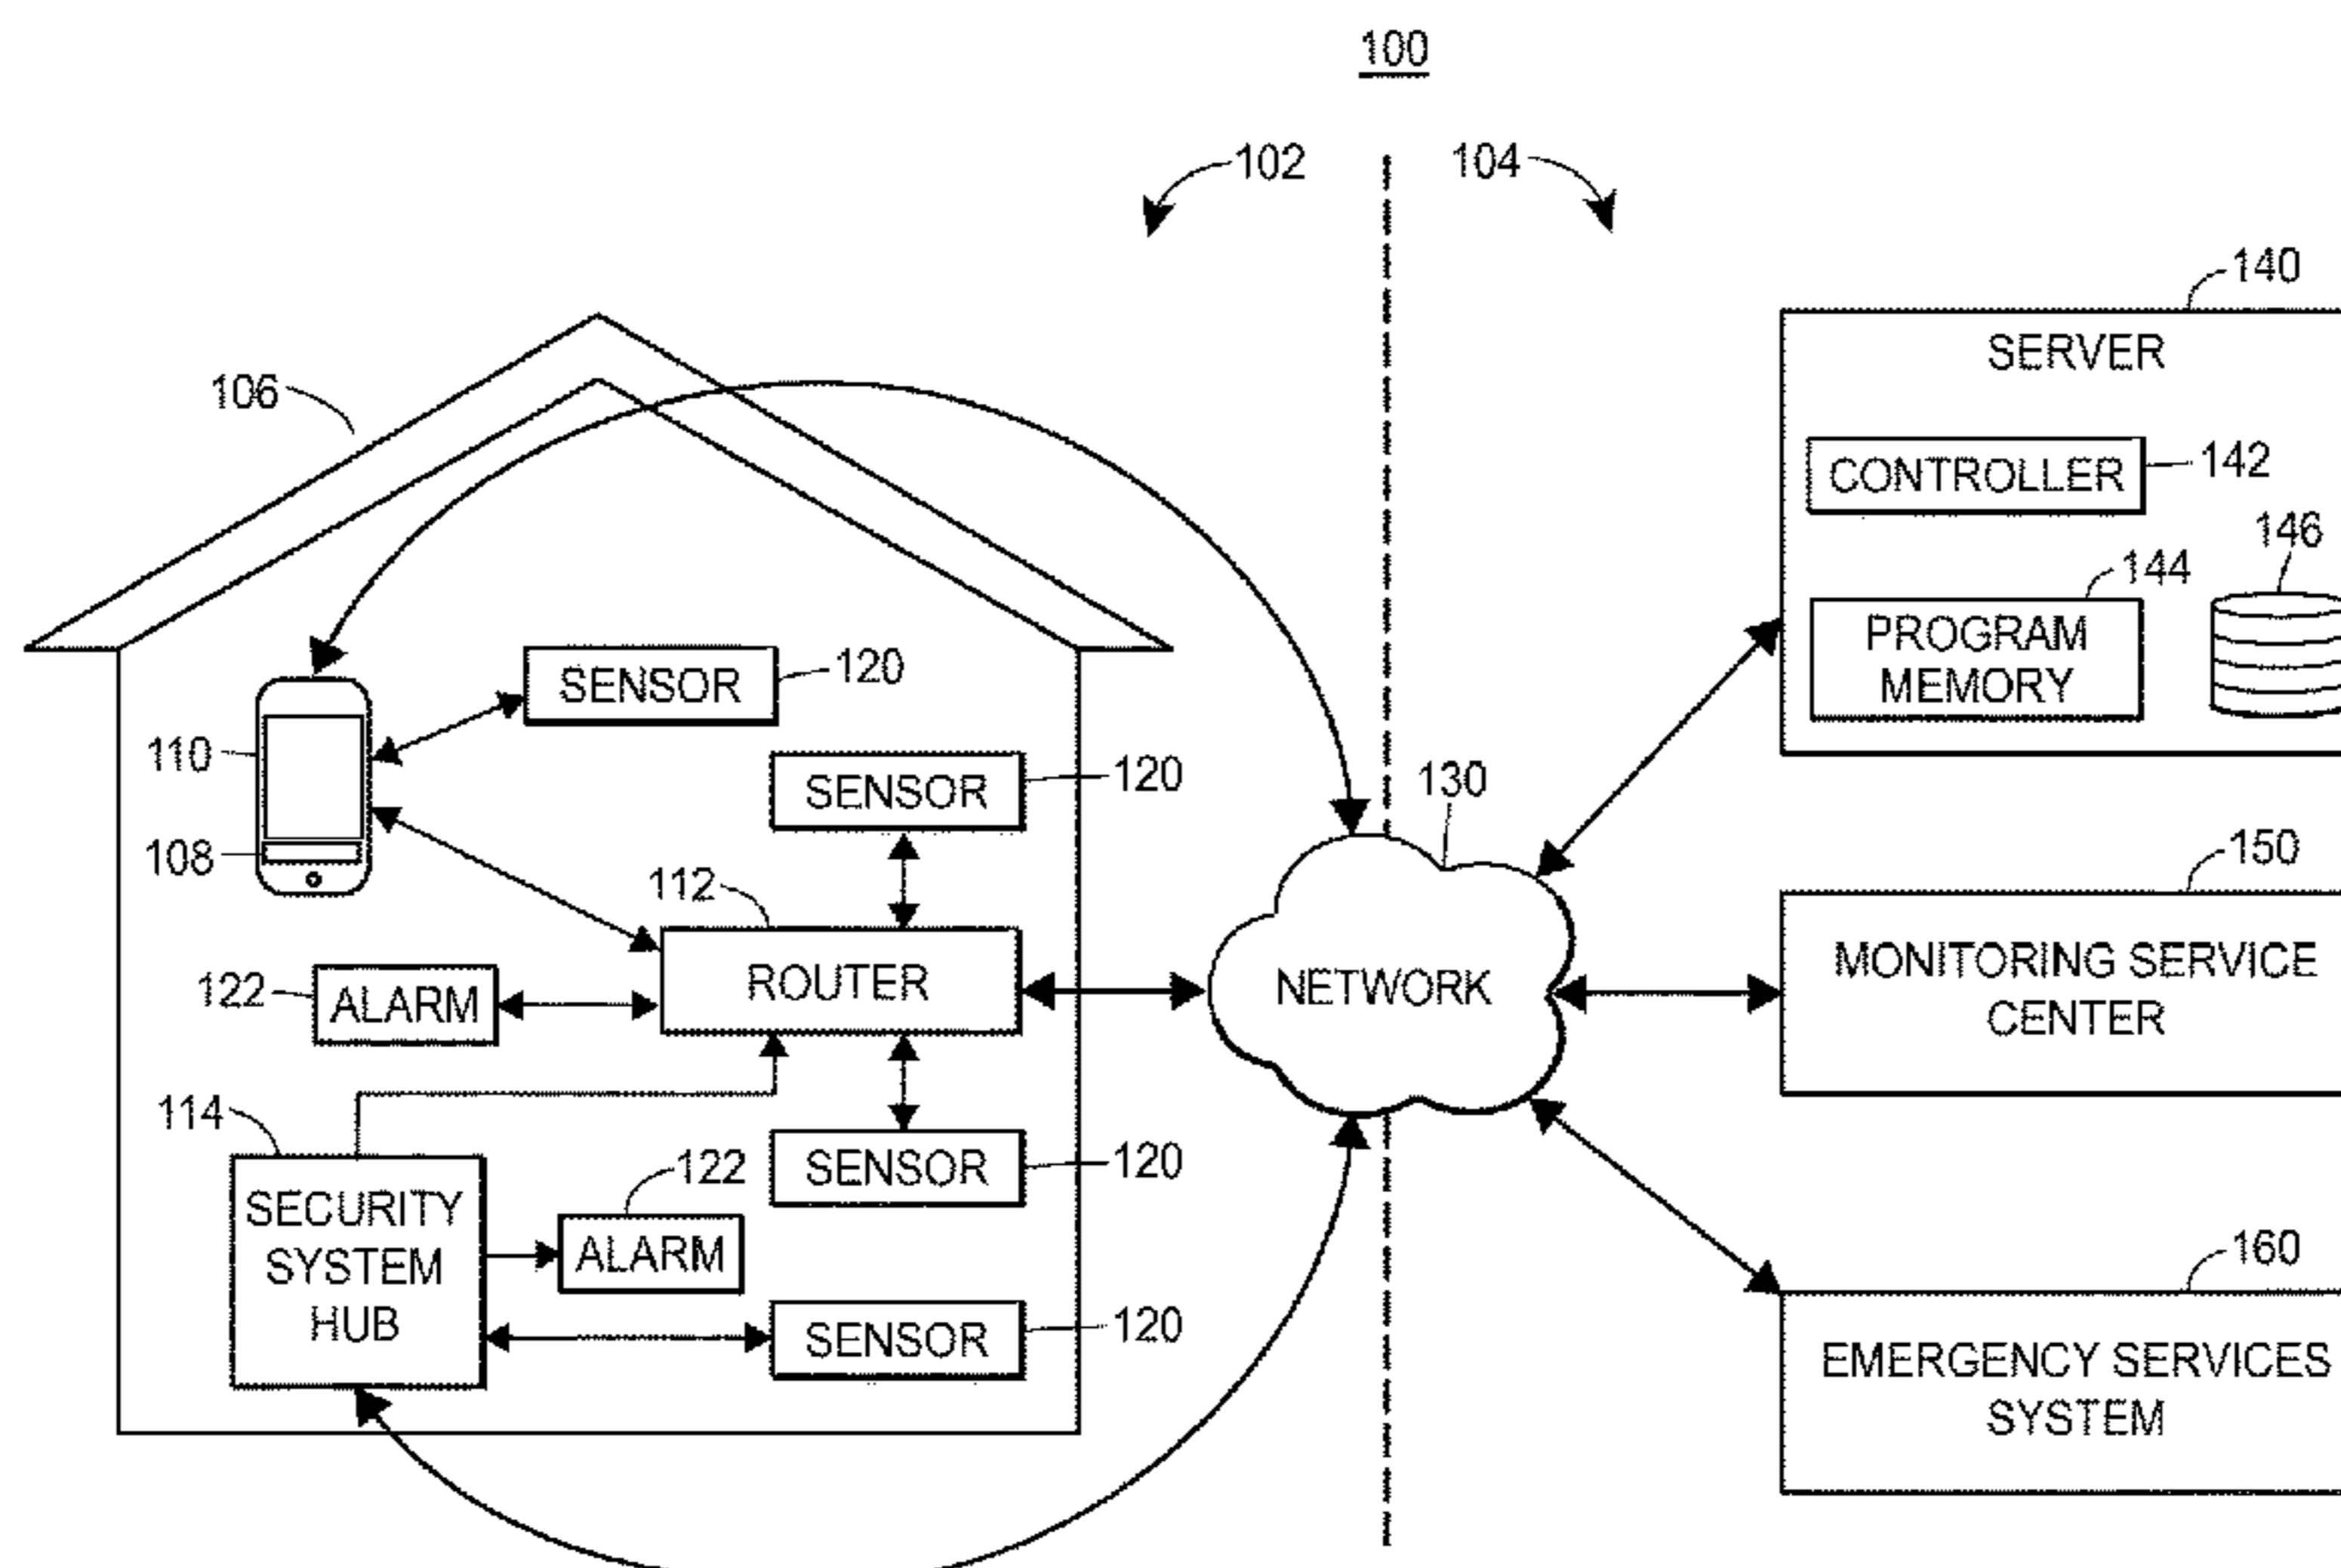 100
102
104
140
SERVER
106
CONTROLLER
142
146
144
PROGRAM
MEMORY
SENSOR
120
110
SENSOR
120
130
108
112
150
ROUTER
NETWORK
MONITORING SERVICE
CENTER
122
ALARM
114
SENSOR
120
122
SECURITY
SYSTEM
HUB
ALARM
160
SENSOR
120
EMERGENCY SERVICES
SYSTEM